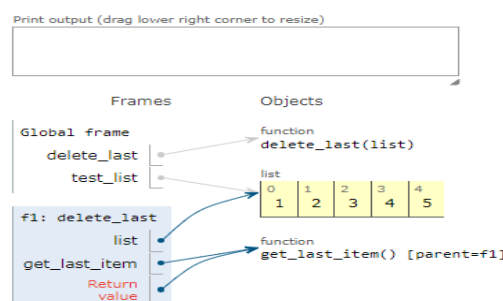 Print output (drag lower right corner to resize)
Frames
Objects
Global frame
delete_last
test_list
function
delete_last(list)
list
0 1 2 3 4
1 2 3 4 5
f1: delete_last
list
get_last_item
Return
value
function
get_last_item() [parent=f1]